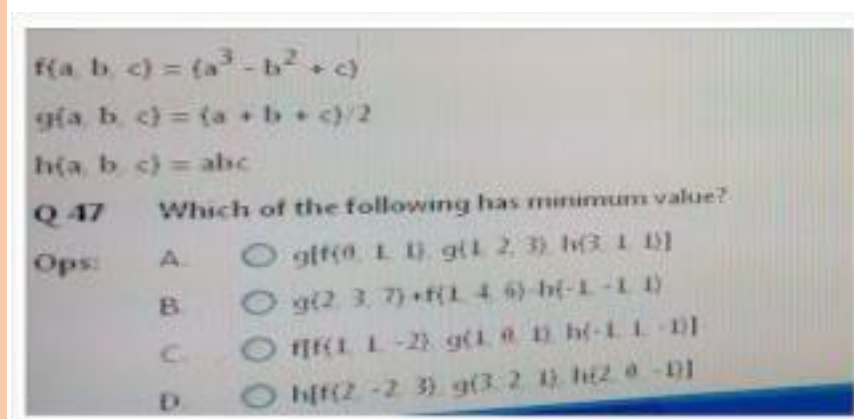 f(a, b, c) = (a³ - b² + c)
g(a, b, c) = (a + b + c)/2
h(a, b, c) = abc
Q 47 Which of the following has minimum value?
Ops: A. g[f(0, 1, 1), g(1, 2, 3), h(3, 1, 1)]
B. g(2, 3, 7)+f(1, 4, 6)-h(-1, -1, 1)
C. f[f(1, 1, -2), g(1, 0, 1), h(-1, 1, -1)]
D. h[f(2, -2, 3), g(3, 2, 1), h(2, 0, -1)]